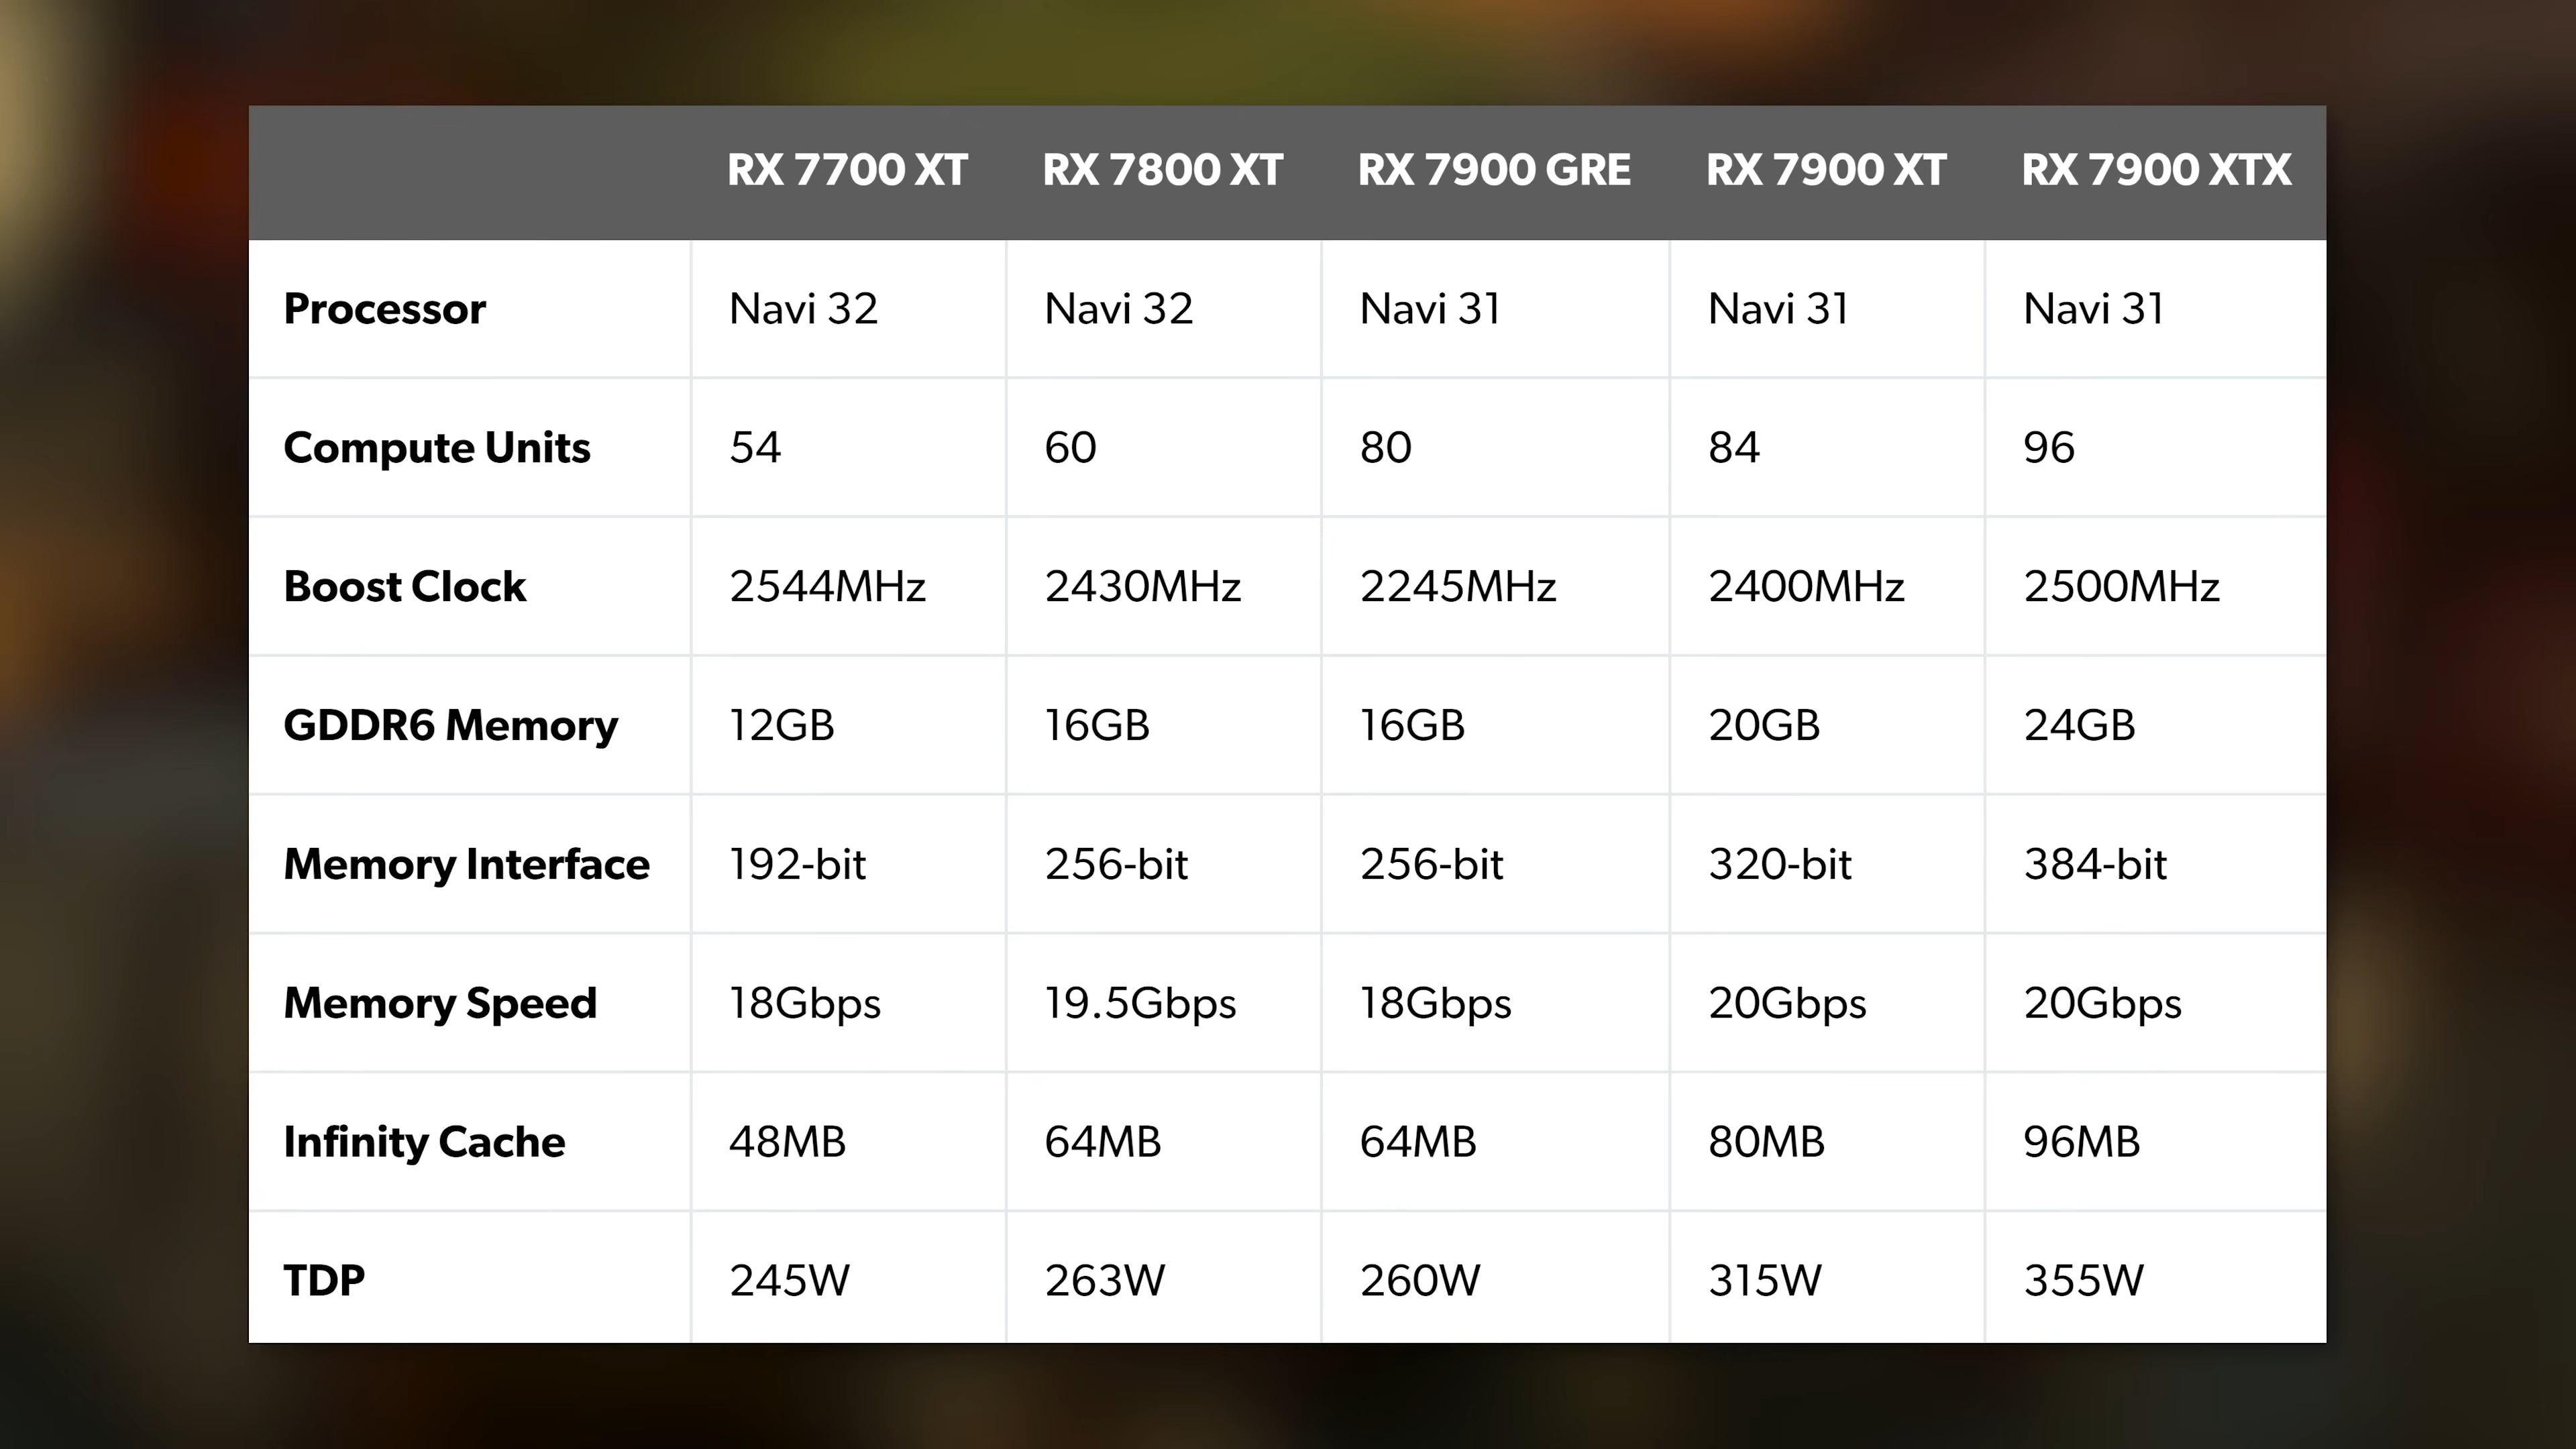 RX 7700 XT RX 7800 XT RX 7900 GRE RX 7900 XT RX 7900 XTX
Processor Navi 32 Navi 32 Navi 31 Navi 31 Navi 31
Compute Units 54 60 80 84 96
Boost Clock 2544MHz 2430MHz 2245MHz 2400MHz 2500MHz
GDDR6 Memory 12GB 16GB 16GB 20GB 24GB
Memory Interface 192-bit 256-bit 256-bit 320-bit 384-bit
Memory Speed 18Gbps 19.5Gbps 18Gbps 20Gbps 20Gbps
Infinity Cache 48MB 64MB 64MB 80MB 96MB
TDP 245W 263W 260W 315W 355W